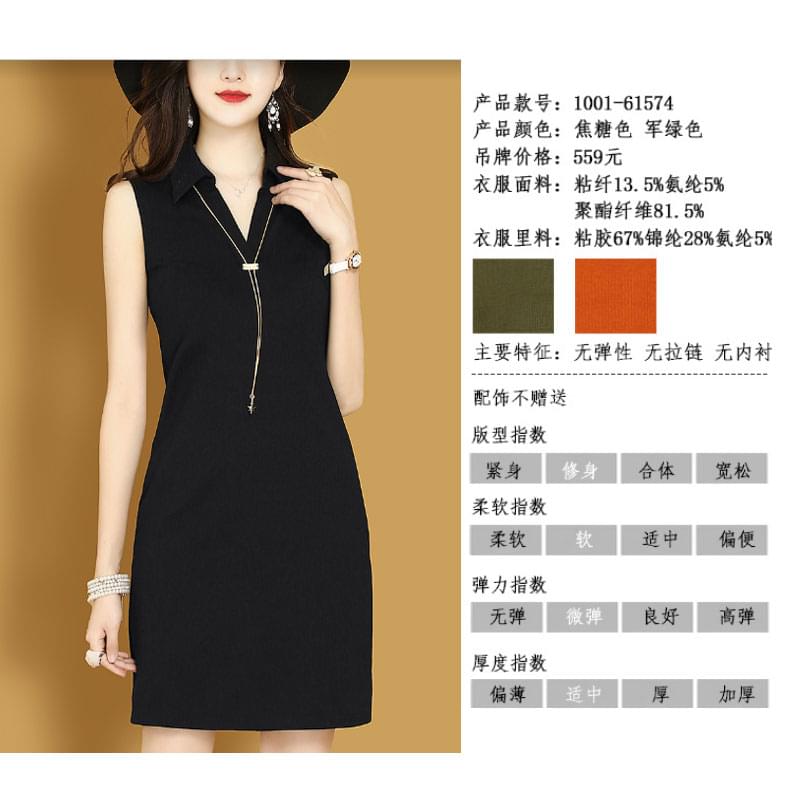 产品款号：1001-61574
产品颜色：焦糖色 军绿色
吊牌价格：559元
衣服面料：粘纤13.5%氨纶5%
聚酯纤维81.5%
衣服里料：粘胶67%锦纶28%氨纶5%
主要特征：无弹性 无拉链 无内衬
配饰不赠送
版型指数
紧身 修身 合体 宽松
柔软指数
柔软 软 适中 偏便
弹力指数
无弹 微弹 良好 高弹
厚度指数
偏薄 适中 厚 加厚